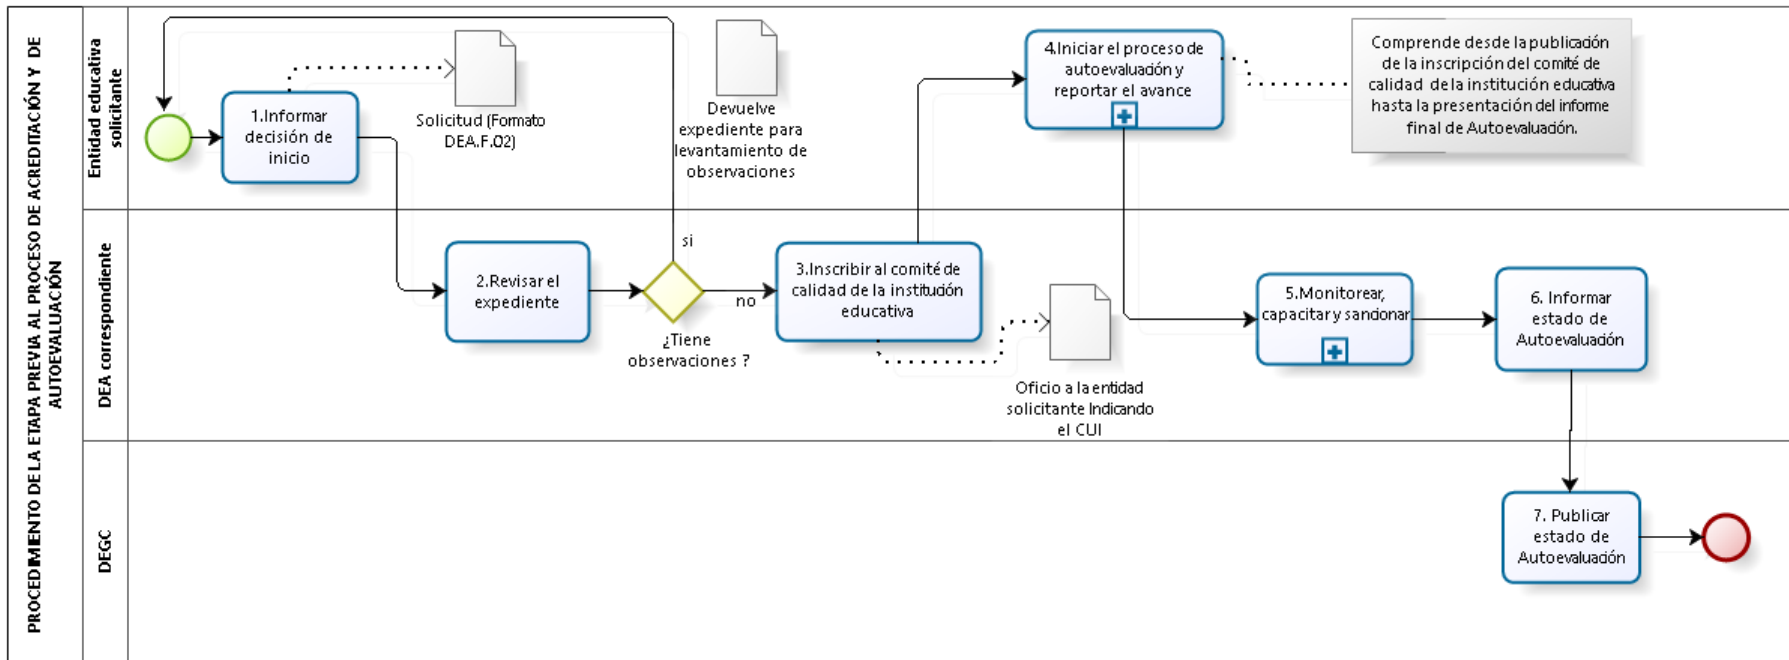 PROCEDIMIENTO DE LA ETAPA PREVIA AL PROCESO DE ACREDITACIÓN Y DE
AUTOEVALUACIÓN
Entidad educativa
solicitante
1.Informar
decisión de
inicio
Solicitud (Formato
DEA.F.02)
Devuelve
expediente para
levantamiento de
observaciones
4.Iniciar el proceso de
autoevaluación y
reportar el avance
Comprende desde la publicación
de la inscripción del comité de
calidad de la institución educativa
hasta la presentación del informe
final de Autoevaluación.
DEA correspondiente
2.Revisar el
expediente
si
no
¿Tiene
observaciones ?
3.Inscribir al comité de
calidad de la institución
educativa
Oficio a la entidad
solicitante Indicando
el CUI
5.Monitorear,
capacitar y sancionar
6. Informar
estado de
Autoevaluación
DEGC
7. Publicar
estado de
Autoevaluación